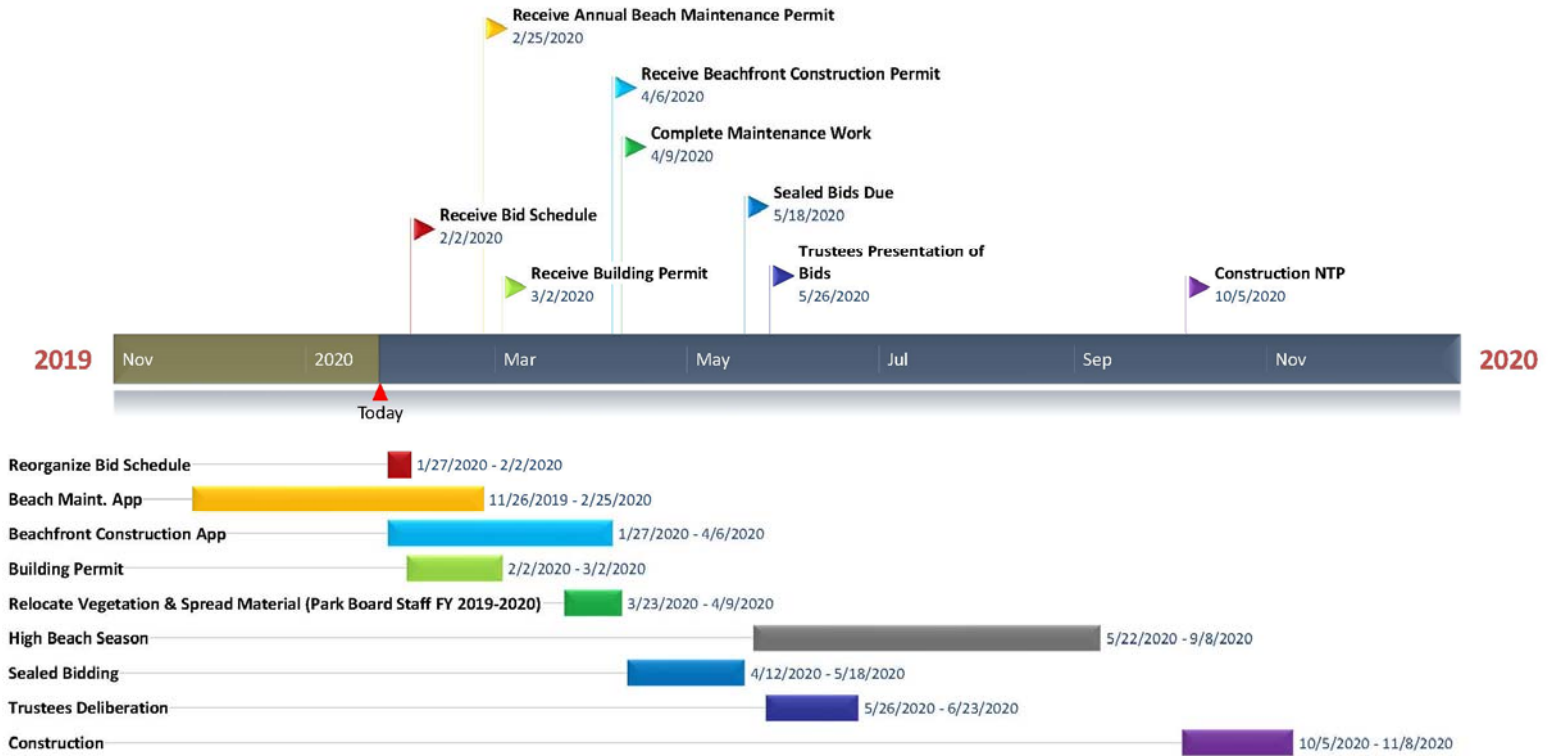 Receive Annual Beach Maintenance Permit
2/25/2020
Receive Beachfront Construction Permit
4/6/2020
Complete Maintenance Work
4/9/2020
Sealed Bids Due
5/18/2020
Receive Bid Schedule
2/2/2020
Trustees Presentation of
Bids
5/26/2020
Receive Building Permit
3/2/2020
Construction NTP
10/5/2020
2019 Nov 2020 Mar May Jul Sep Nov 2020
Today
Reorganize Bid Schedule 1/27/2020 - 2/2/2020
Beach Maint. App 11/26/2019 - 2/25/2020
Beachfront Construction App 1/27/2020 - 4/6/2020
Building Permit 2/2/2020 - 3/2/2020
Relocate Vegetation & Spread Material (Park Board Staff FY 2019-2020) 3/23/2020 - 4/9/2020
High Beach Season 5/22/2020 - 9/8/2020
Sealed Bidding 4/12/2020 - 5/18/2020
Trustees Deliberation 5/26/2020 - 6/23/2020
Construction 10/5/2020 - 11/8/2020